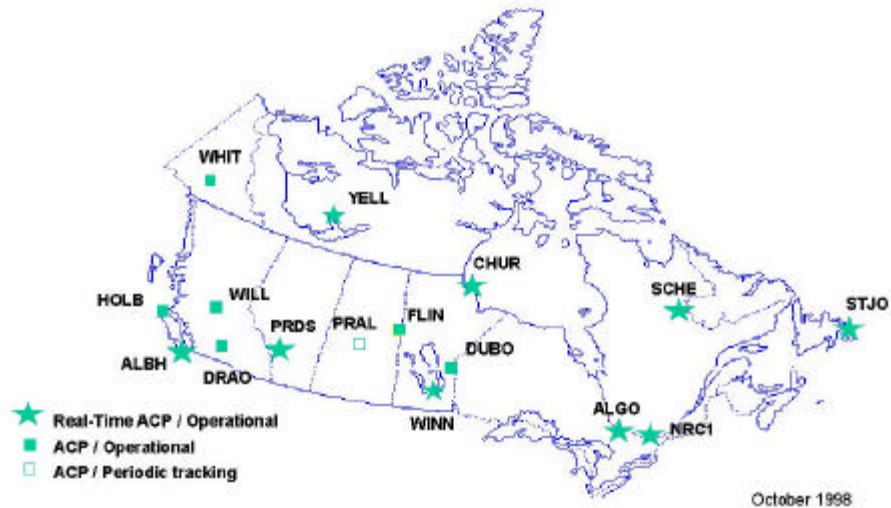 WHIT
YELL
CHUR
SCHE
STJO
HOLB
WILL
PRDS
PRAL
FLIN
DUBO
ALBH
DRAO
WINN
ALGO
NRC1
Real-Time ACP / Operational
ACP / Operational
ACP / Periodic tracking
October 1998